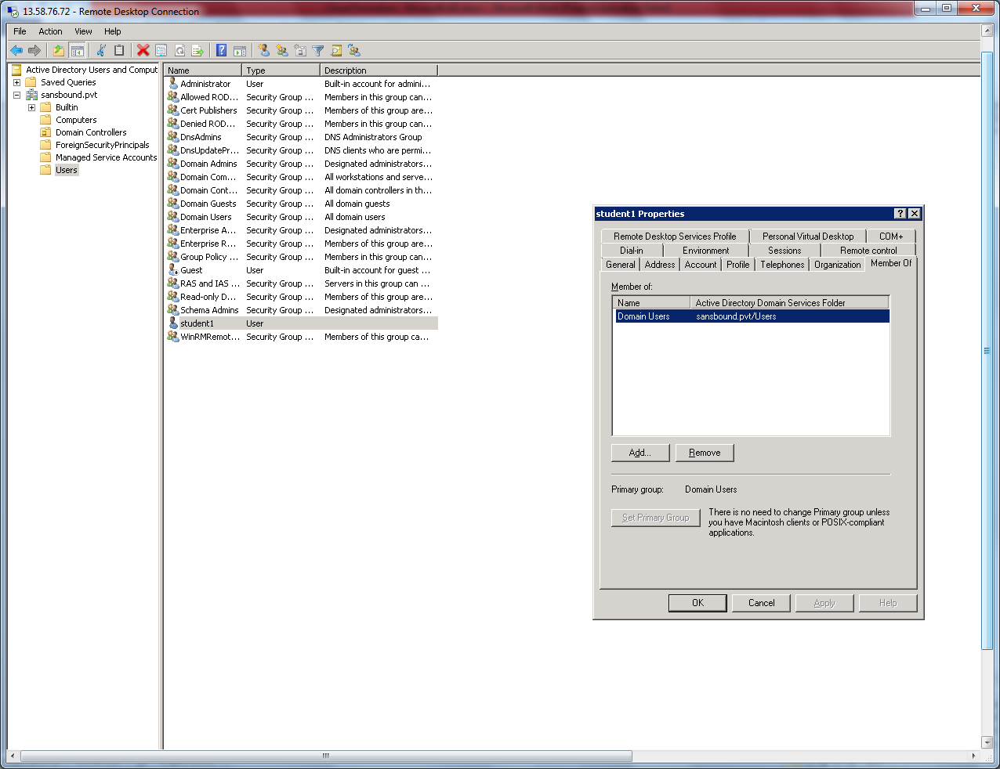 13.58.76.72 - Remote Desktop Connection
File Action View Help
Active Directory Users and Comput
Saved Queries
sansbound.pvt
Builtin
Computers
Domain Controllers
ForeignSecurityPrincipals
Managed Service Accounts
Users
Name Type Description
Administrator User Built-in account for admini...
Allowed ROD... Security Group ... Members in this group can...
Cert Publishers Security Group ... Members of this group are...
Denied ROD... Security Group ... Members in this group can...
DnsAdmins Security Group ... DNS Administrators Group
DnsUpdatePr... Security Group ... DNS clients who are permi...
Domain Admins Security Group ... Designated administrators...
Domain Com... Security Group ... All workstations and serve...
Domain Cont... Security Group ... All domain controllers in th...
Domain Guests Security Group ... All domain guests
Domain Users Security Group ... All domain users
Enterprise A... Security Group ... Designated administrators...
Enterprise R... Security Group ... Members of this group are...
Group Policy ... Security Group ... Members in this group can...
Guest User Built-in account for guest ...
RAS and IAS ... Security Group ... Servers in this group can ...
Read-only D... Security Group ... Members of this group are...
Schema Admins Security Group ... Designated administrators...
student1 User
WinRMRemot... Security Group ... Members of this group ca...
student1 Properties
Remote Desktop Services Profile Personal Virtual Desktop COM+
Dial-in Environment Sessions Remote control
General Address Account Profile Telephones Organization Member Of
Member of:
Name Active Directory Domain Services Folder
Domain Users sansbound.pvt/Users
Add... Remove
Primary group: Domain Users
Set Primary Group
There is no need to change Primary group unless
you have Macintosh clients or POSIX-compliant
applications.
OK Cancel Apply Help